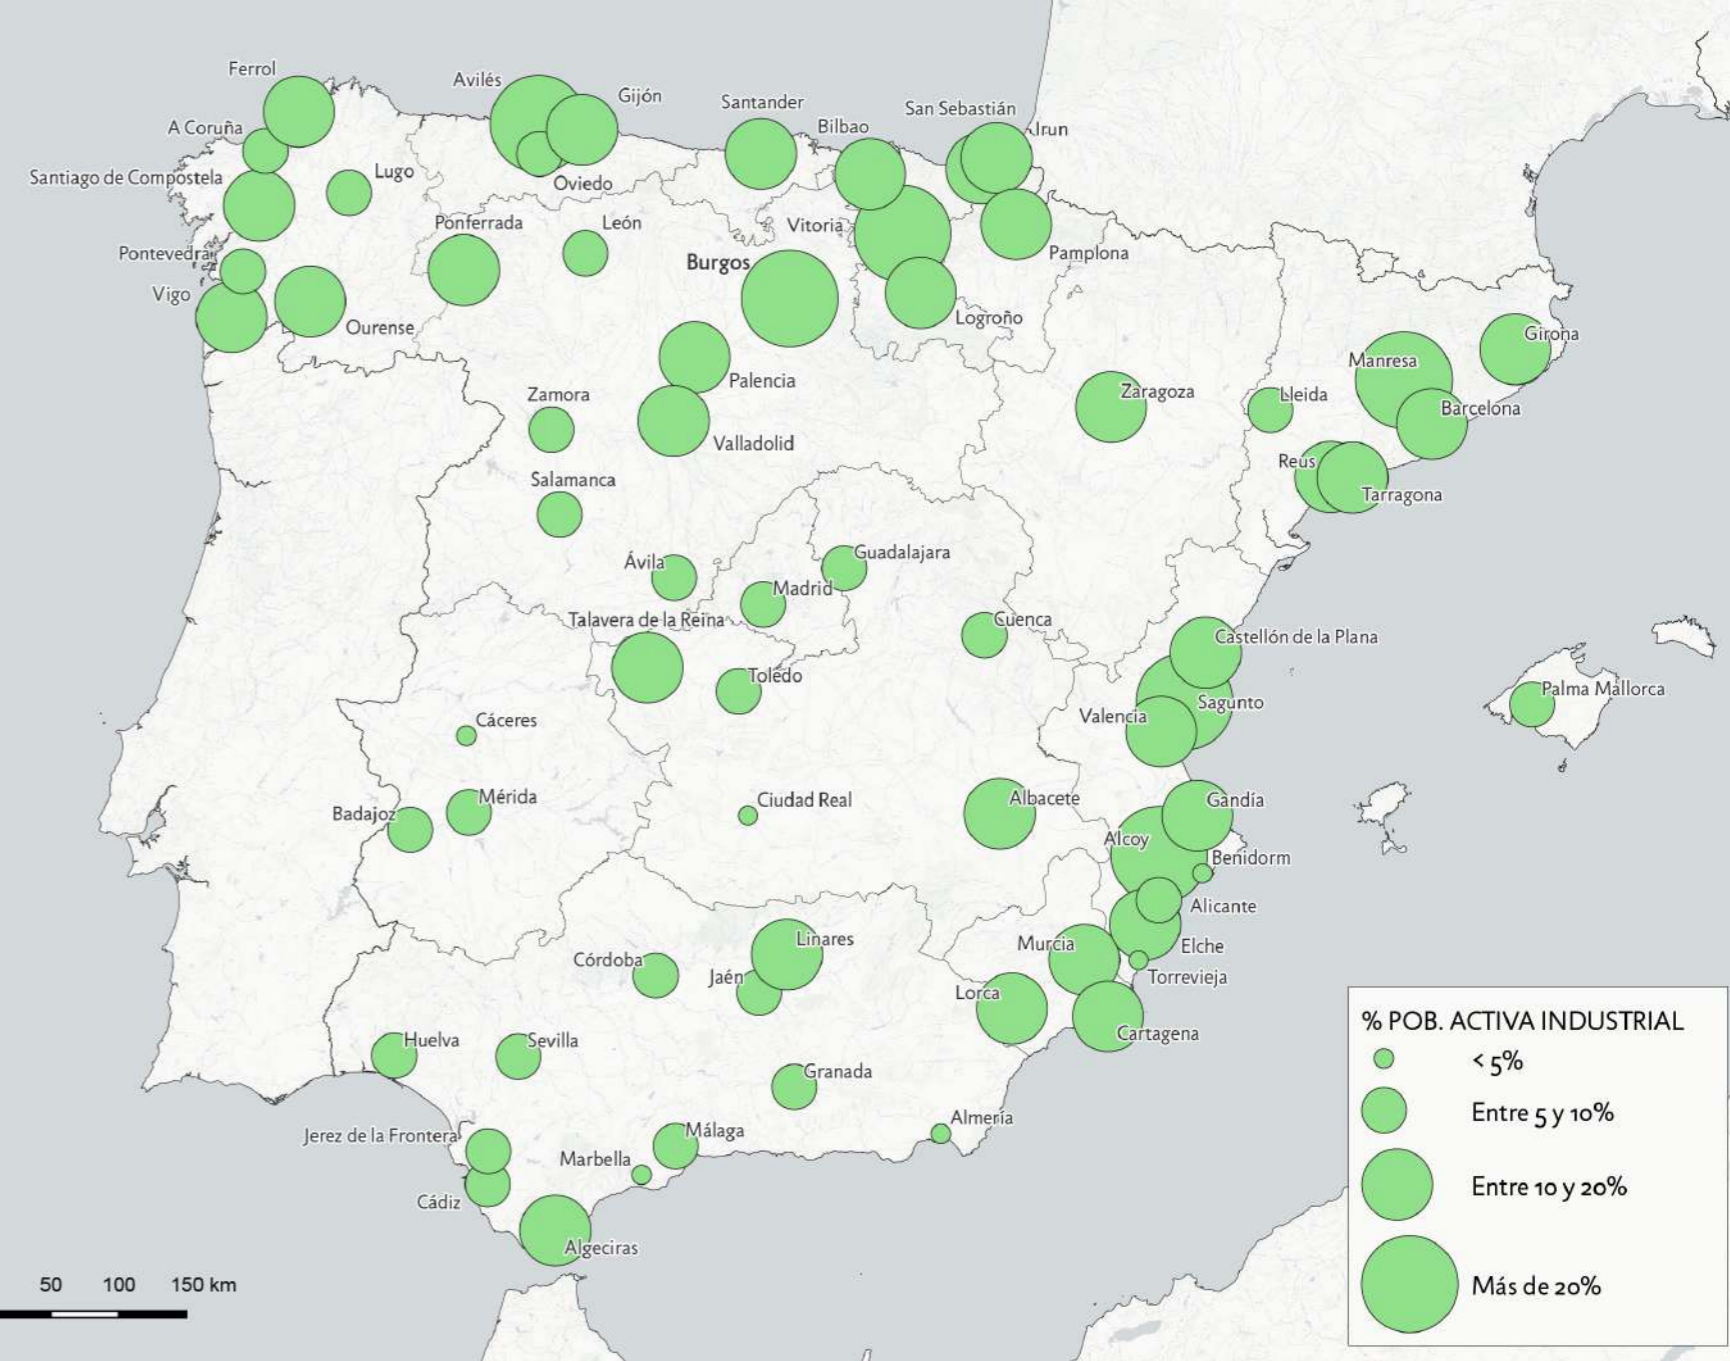 Ferrol
Avilés
Gijón
Santander
San Sebastián
A Coruña
Bilbao
Irun
Santiago de Compostela
Lugo
Oviedo
Ponferrada
León
Vitoria
Pontevedra
Burgos
Pamplona
Vigo
Ourense
Logroño
Girona
Manresa
Palencia
Zamora
Zaragoza
Lleida
Barcelona
Valladolid
Reus
Salamanca
Tarragona
Ávila
Guadalajara
Madrid
Talavera de la Reina
Cuenca
Castellón de la Plana
Toledo
Palma Mallorca
Sagunto
Cáceres
Valencia
Mérida
Ciudad Real
Albacete
Gandía
Badajoz
Alcoy
Benidorm
Alicante
Linares
Murcia
Elche
Córdoba
Jaén
Torrevieja
Lorca
Cartagena
Huelva
Sevilla
Granada
Almería
Jerez de la Frontera
Málaga
Marbella
Cádiz
Algeciras
% POB. ACTIVA INDUSTRIAL
< 5%
Entre 5 y 10%
Entre 10 y 20%
Más de 20%
50 100 150 km